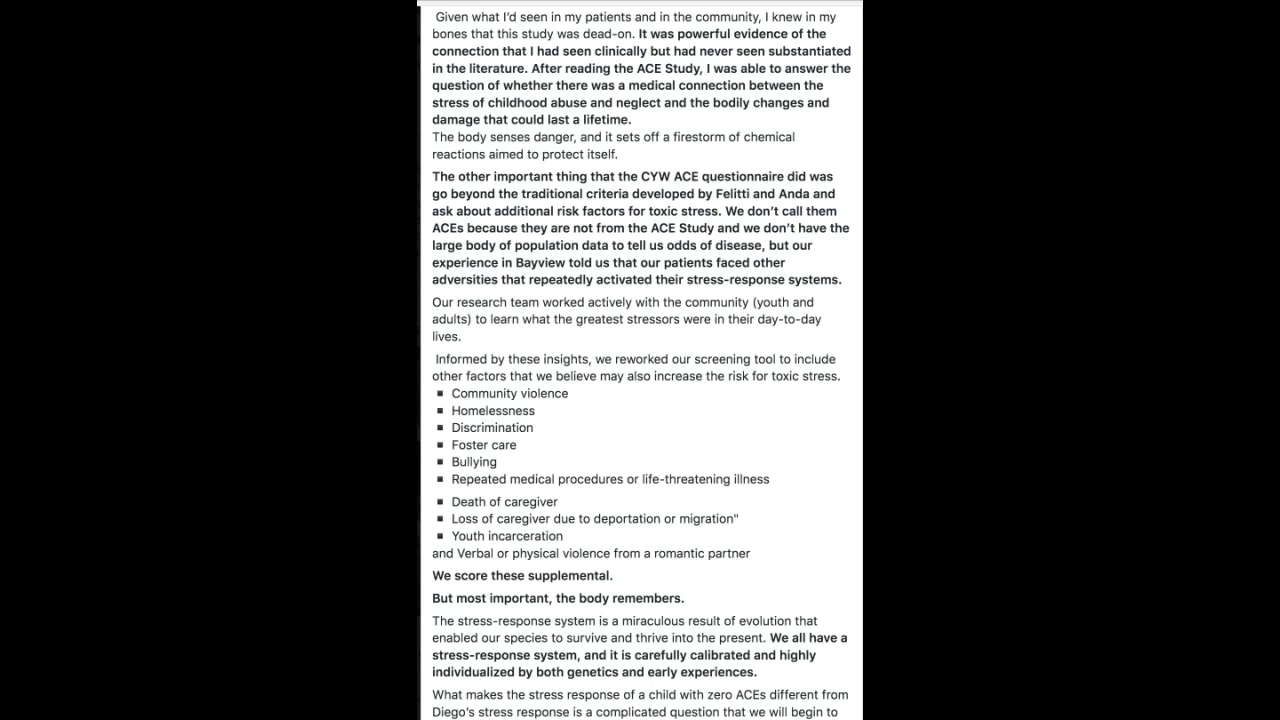 Given what I'd seen in my patients and in the community, I knew in my
bones that this study was dead-on. It was powerful evidence of the
connection that I had seen clinically but had never seen substantiated
in the literature. After reading the ACE Study, I was able to answer the
question of whether there was a medical connection between the
stress of childhood abuse and neglect and the bodily changes and
damage that could last a lifetime.
The body senses danger, and it sets off a firestorm of chemical
reactions aimed to protect itself.
The other important thing that the CYW ACE questionnaire did was
go beyond the traditional criteria developed by Felitti and Anda and
ask about additional risk factors for toxic stress. We don't call them
ACEs because they are not from the ACE Study and we don't have the
large body of population data to tell us odds of disease, but our
experience in Bayview told us that our patients faced other
adversities that repeatedly activated their stress-response systems.
Our research team worked actively with the community (youth and
adults) to learn what the greatest stressors were in their day-to-day
lives.
Informed by these insights, we reworked our screening tool to include
other factors that we believe may also increase the risk for toxic stress.
▪ Community violence
▪ Homelessness
▪ Discrimination
▪ Foster care
▪ Bullying
▪ Repeated medical procedures or life-threatening illness
▪ Death of caregiver
▪ Loss of caregiver due to deportation or migration"
▪ Youth incarceration
and Verbal or physical violence from a romantic partner
We score these supplemental.
But most important, the body remembers.
The stress-response system is a miraculous result of evolution that
enabled our species to survive and thrive into the present. We all have a
stress-response system, and it is carefully calibrated and highly
individualized by both genetics and early experiences.
What makes the stress response of a child with zero ACEs different from
Diego's stress response is a complicated question that we will begin to